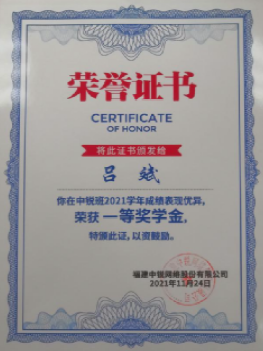 荣誉证书
CERTIFICATE
OF HONOR
将此证书颁发给
吕斌
你在中锐班2021学年成绩表现优异，
荣获一等奖学金，
特颁此证，以资鼓励。
福建中锐网络股份有限公司
2021年11月24日